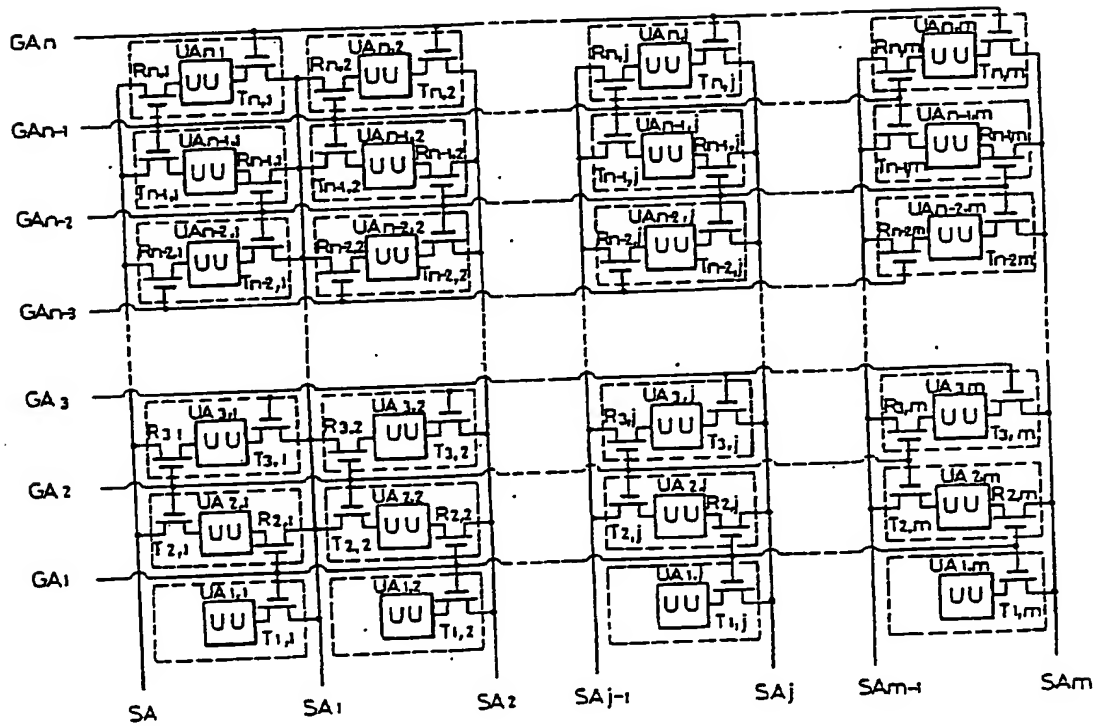 GAn
UAn,1 UAn,2 UAn,j UAn,m
Rn,1 Rn,2 Rn,j Rn,m
UU UU UU UU
Tn,1 Tn,2 Tn,j Tn,m
GAn-1
UAn-1,1 UAn-1,2 UAn-1,j UAn-1,m
Rn-1,1 Rn-1,2 Rn-1,j Rn-1,m
UU UU UU UU
Tn-1,1 Tn-1,2 Tn-1,j Tn-1,m
GAn-2
UAn-2,1 UAn-2,2 UAn-2,j UAn-2,m
Rn-2,1 Rn-2,2 Rn-2,j Rn-2,m
UU UU UU UU
Tn-2,1 Tn-2,2 Tn-2,j Tn-2m
GAn-3
GA3
UA3,1 UA3,2 UA3,j UA3,m
R3,1 R3,2 R3,j R3,m
UU UU UU UU
T3,1 T3,2 T3,j T3,m
GA2
UA2,1 UA2,2 UA2,j UA2,m
R2,1 R2,2 R2,j R2,m
UU UU UU UU
T2,1 T2,2 T2,j T2,m
GA1
UA1,1 UA1,2 UA1,j UA1,m
UU UU UU UU
T1,1 T1,2 T1,j T1,m
SA SA1 SA2 SAj-1 SAj SAm-1 SAm